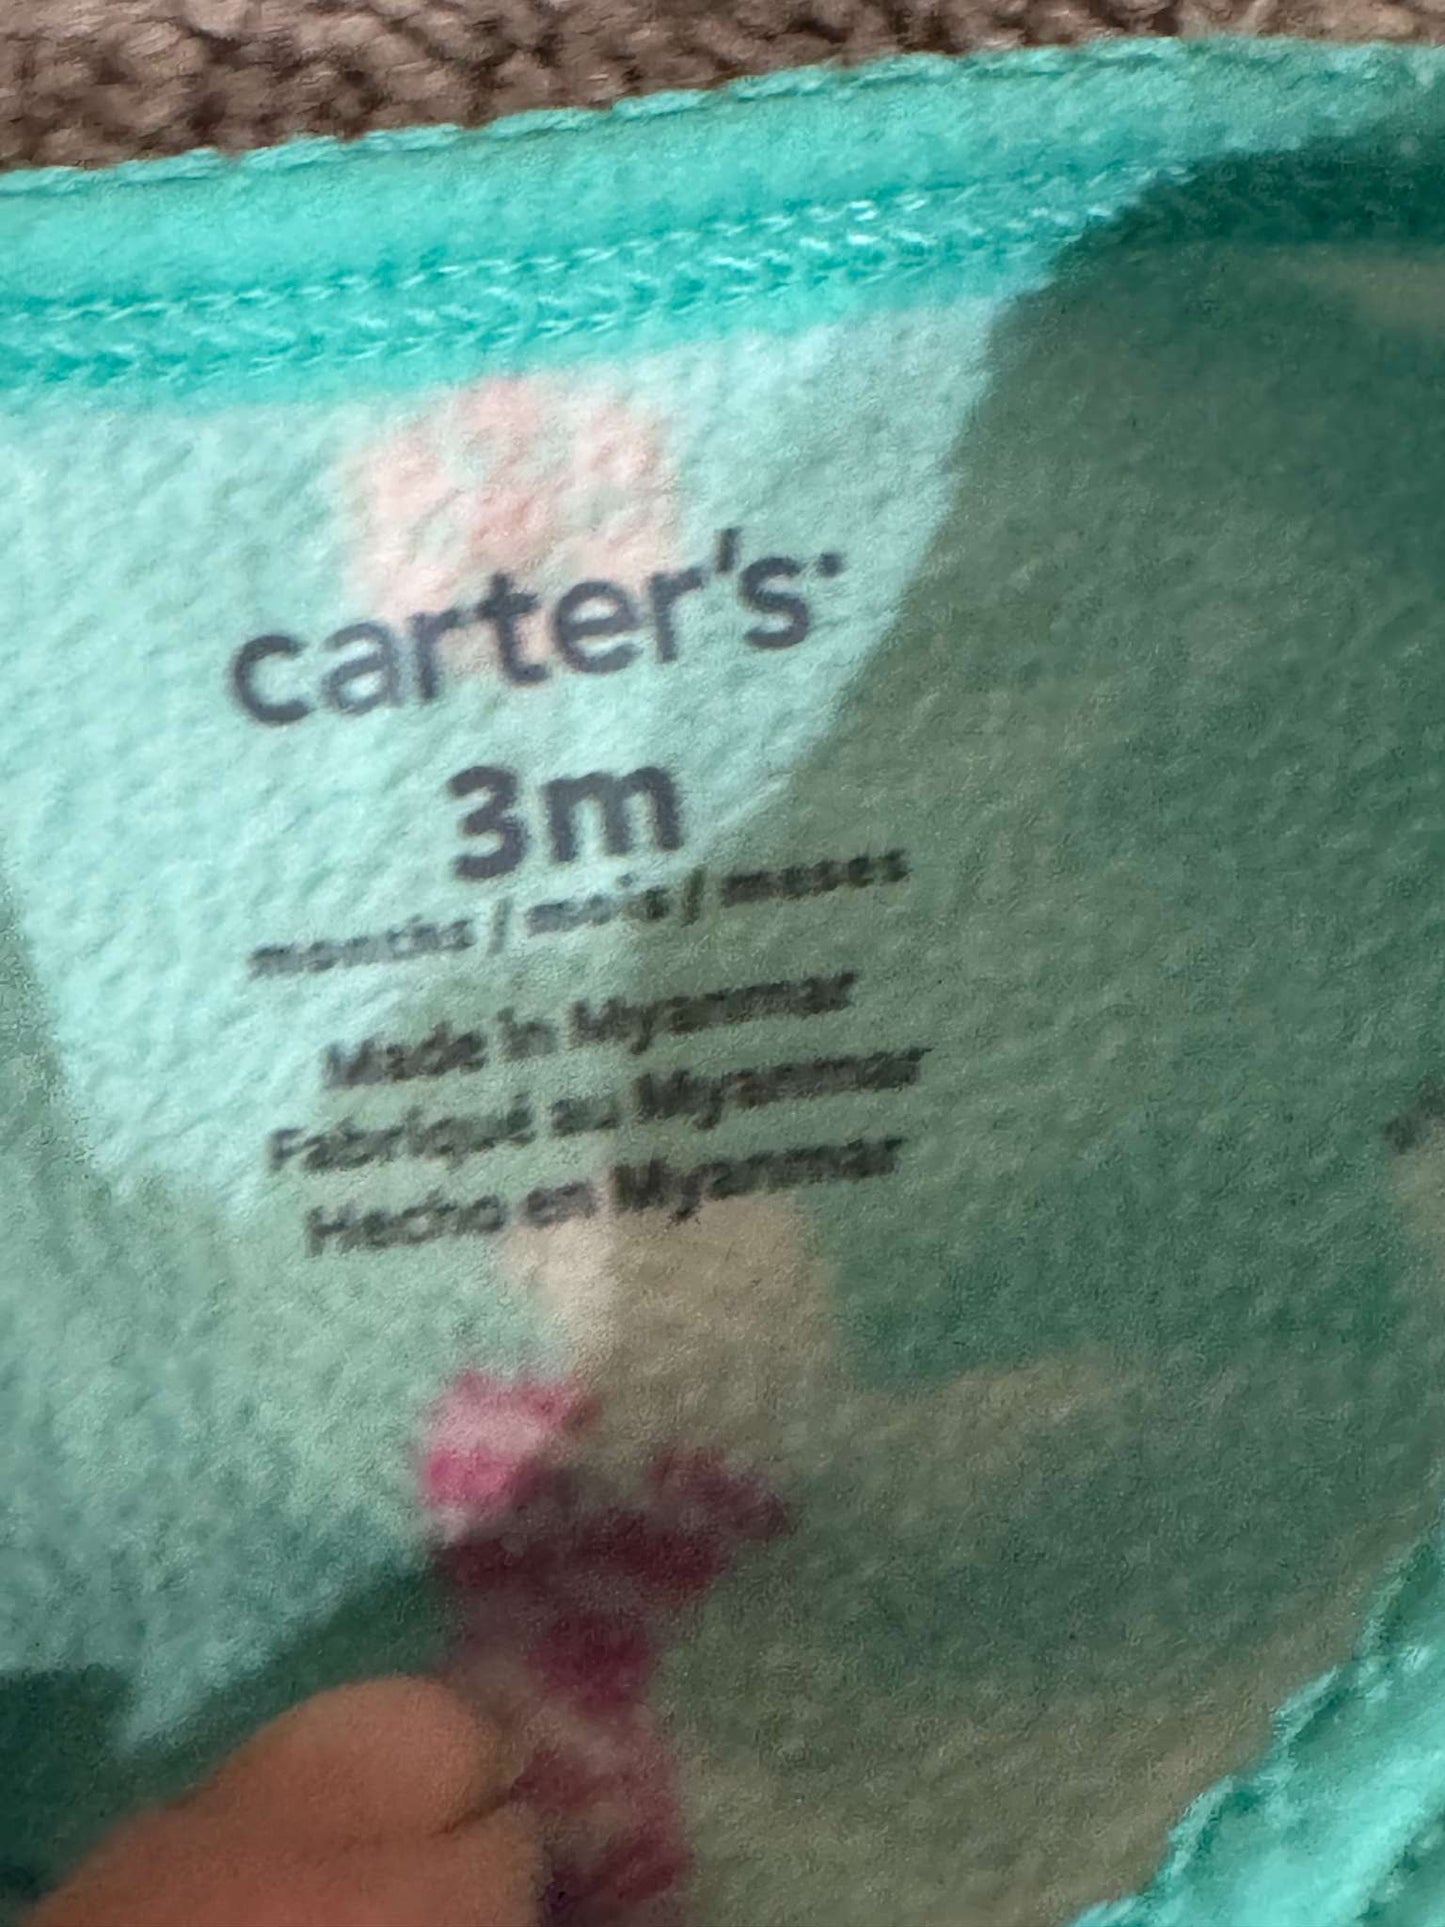 carter's
3m
months / mois / meses
Made in Myanmar
Fabriqué au Myanmar
Hecho en Myanmar